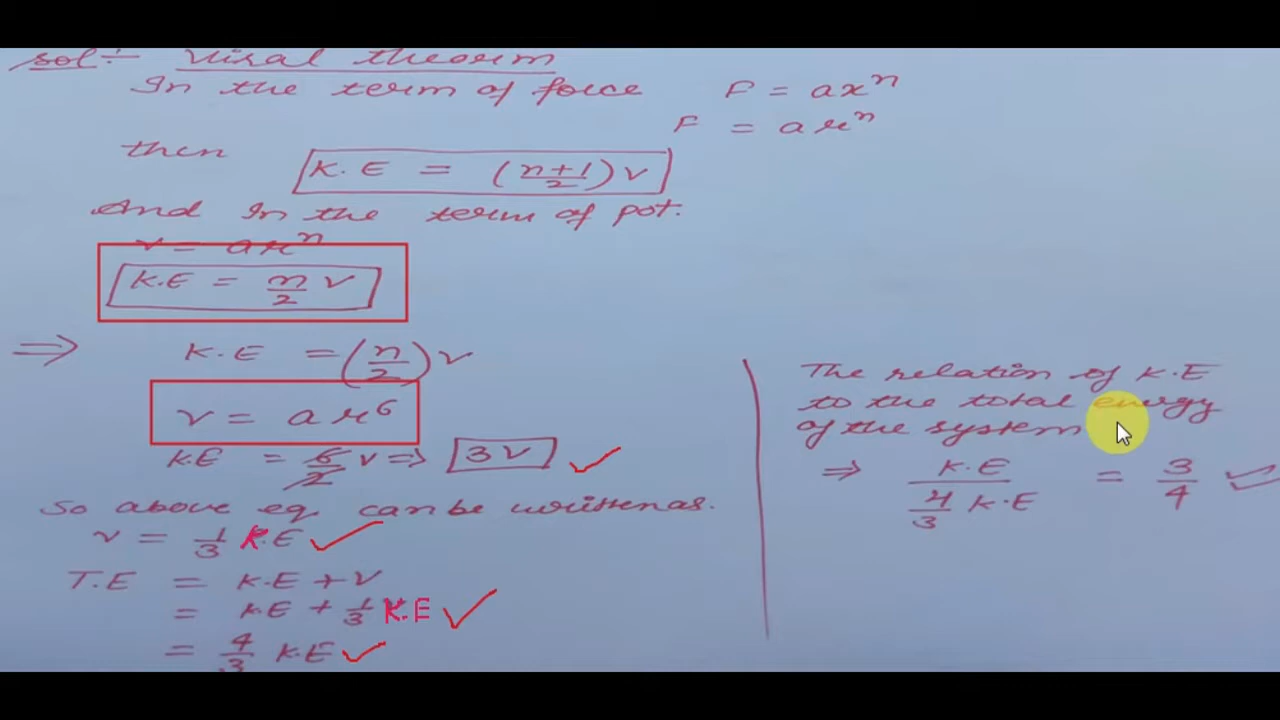 sol÷ Viral theorm
In the term of force F = ax^n
F = ar^n
then K.E = (n+1/2) v
And In the term of pot.
v = ar^n
K.E = n/2 v
⇒ K.E = (n/2) v
v = ar^6
K.E = 6/2 v ⇒ 3v ✓
So above eq. can be written as.
v = 1/3 K.E ✓
T.E = K.E + v
= K.E + 1/3 K.E ✓
= 4/3 K.E ✓
The relation of K.E
to the total energy
of the system
⇒ K.E / 4/3 K.E = 3/4 ✓